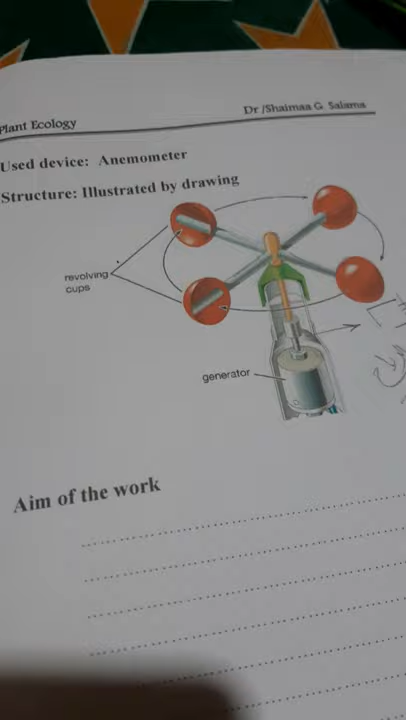 Plant Ecology
Dr /Shaimaa G. Salama
Used device: Anemometer
Structure: Illustrated by drawing
revolving
cups
generator
Aim of the work